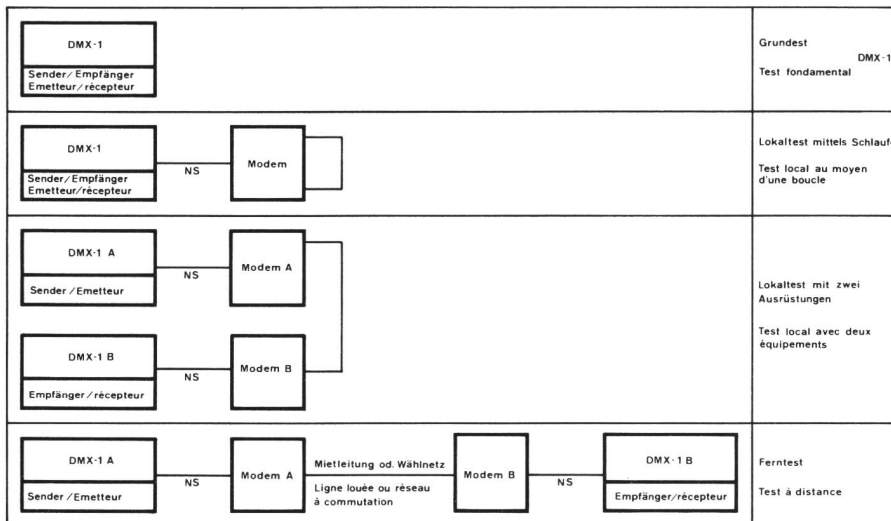 DMX-1
Sender/Empfänger
Emetteur/récepteur
Grundest
DMX-1
Test fondamental
DMX-1
Sender/Empfänger
Emetteur/récepteur
NS
Modem
Lokaltest mittels Schlaufe
Test local au moyen
d'une boucle
DMX-1 A
Sender/Emetteur
NS
Modem A
DMX-1 B
Empfänger/récepteur
NS
Modem B
Lokaltest mit zwei
Ausrüstungen
Test local avec deux
équipements
DMX-1 A
Sender/Emetteur
NS
Modem A
Mietleitung od. Wählnetz
Ligne louée ou réseau
à commutation
Modem B
NS
DMX-1 B
Empfänger/récepteur
Ferntest
Test à distance